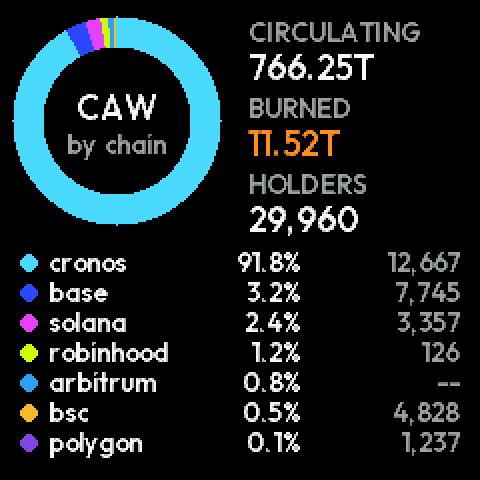 CAW
by chain
CIRCULATING
766.25T
BURNED
11.52T
HOLDERS
29,960
cronos 91.8% 12,667
base 3.2% 7,745
solana 2.4% 3,357
robinhood 1.2% 126
arbitrum 0.8% --
bsc 0.5% 4,828
polygon 0.1% 1,237